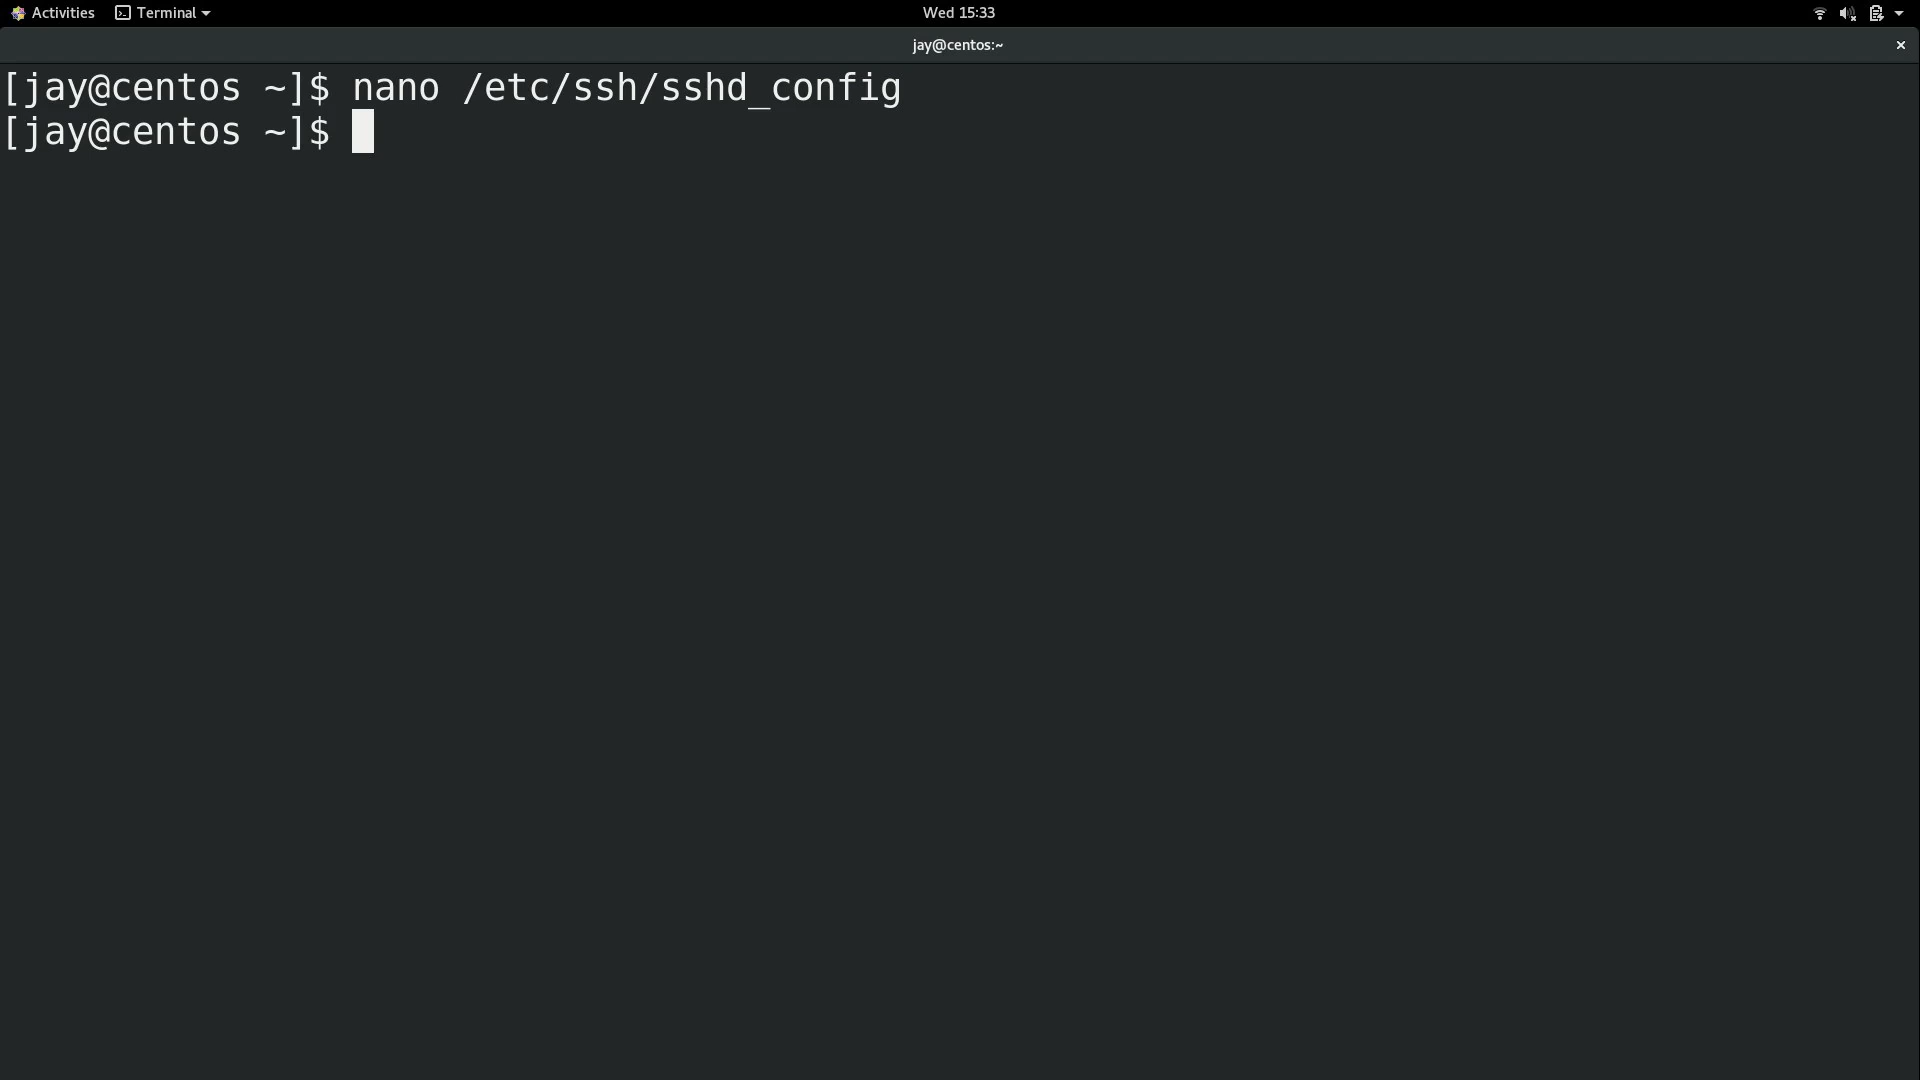 Activities Terminal Wed 15:33
jay@centos:~
[jay@centos ~]$ nano /etc/ssh/sshd_config
[jay@centos ~]$